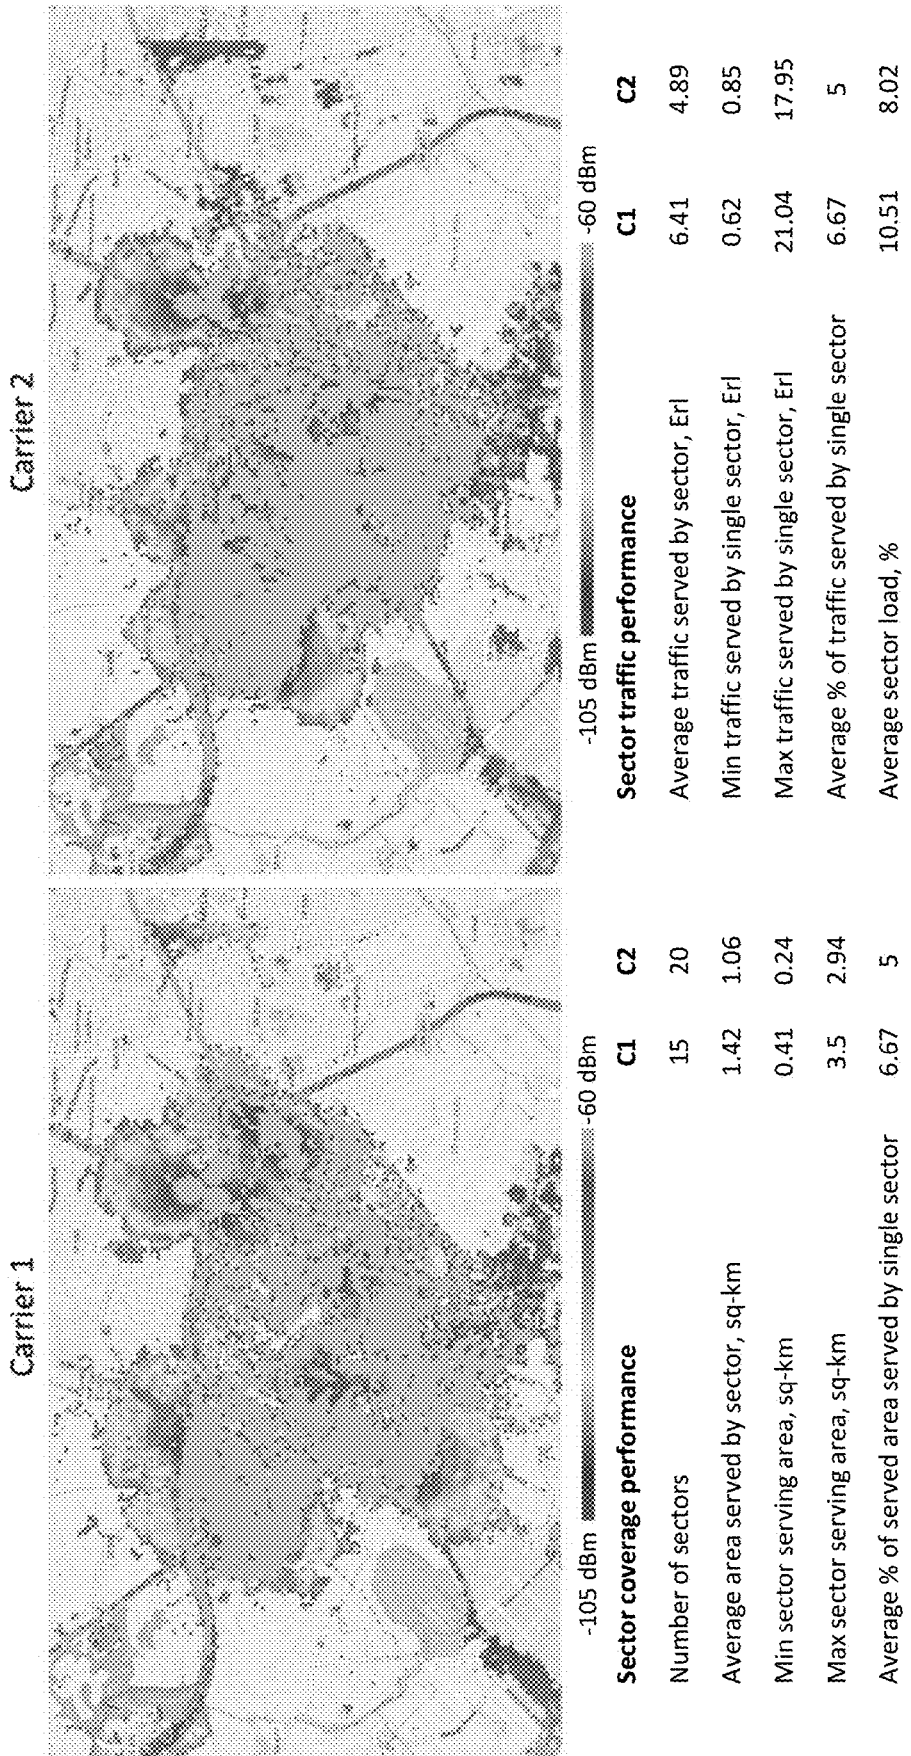 Carrier 1
Carrier 2
-105 dBm -60 dBm
-105 dBm -60 dBm
Sector coverage performance C1 C2
Number of sectors 15 20
Average area served by sector, sq-km 1.42 1.06
Min sector serving area, sq-km 0.41 0.24
Max sector serving area, sq-km 3.5 2.94
Average % of served area served by single sector 6.67 5
Sector traffic performance C1 C2
Average traffic served by sector, Erl 6.41 4.89
Min traffic served by single sector, Erl 0.62 0.85
Max traffic served by single sector, Erl 21.04 17.95
Average % of traffic served by single sector 6.67 5
Average sector load, % 10.51 8.02